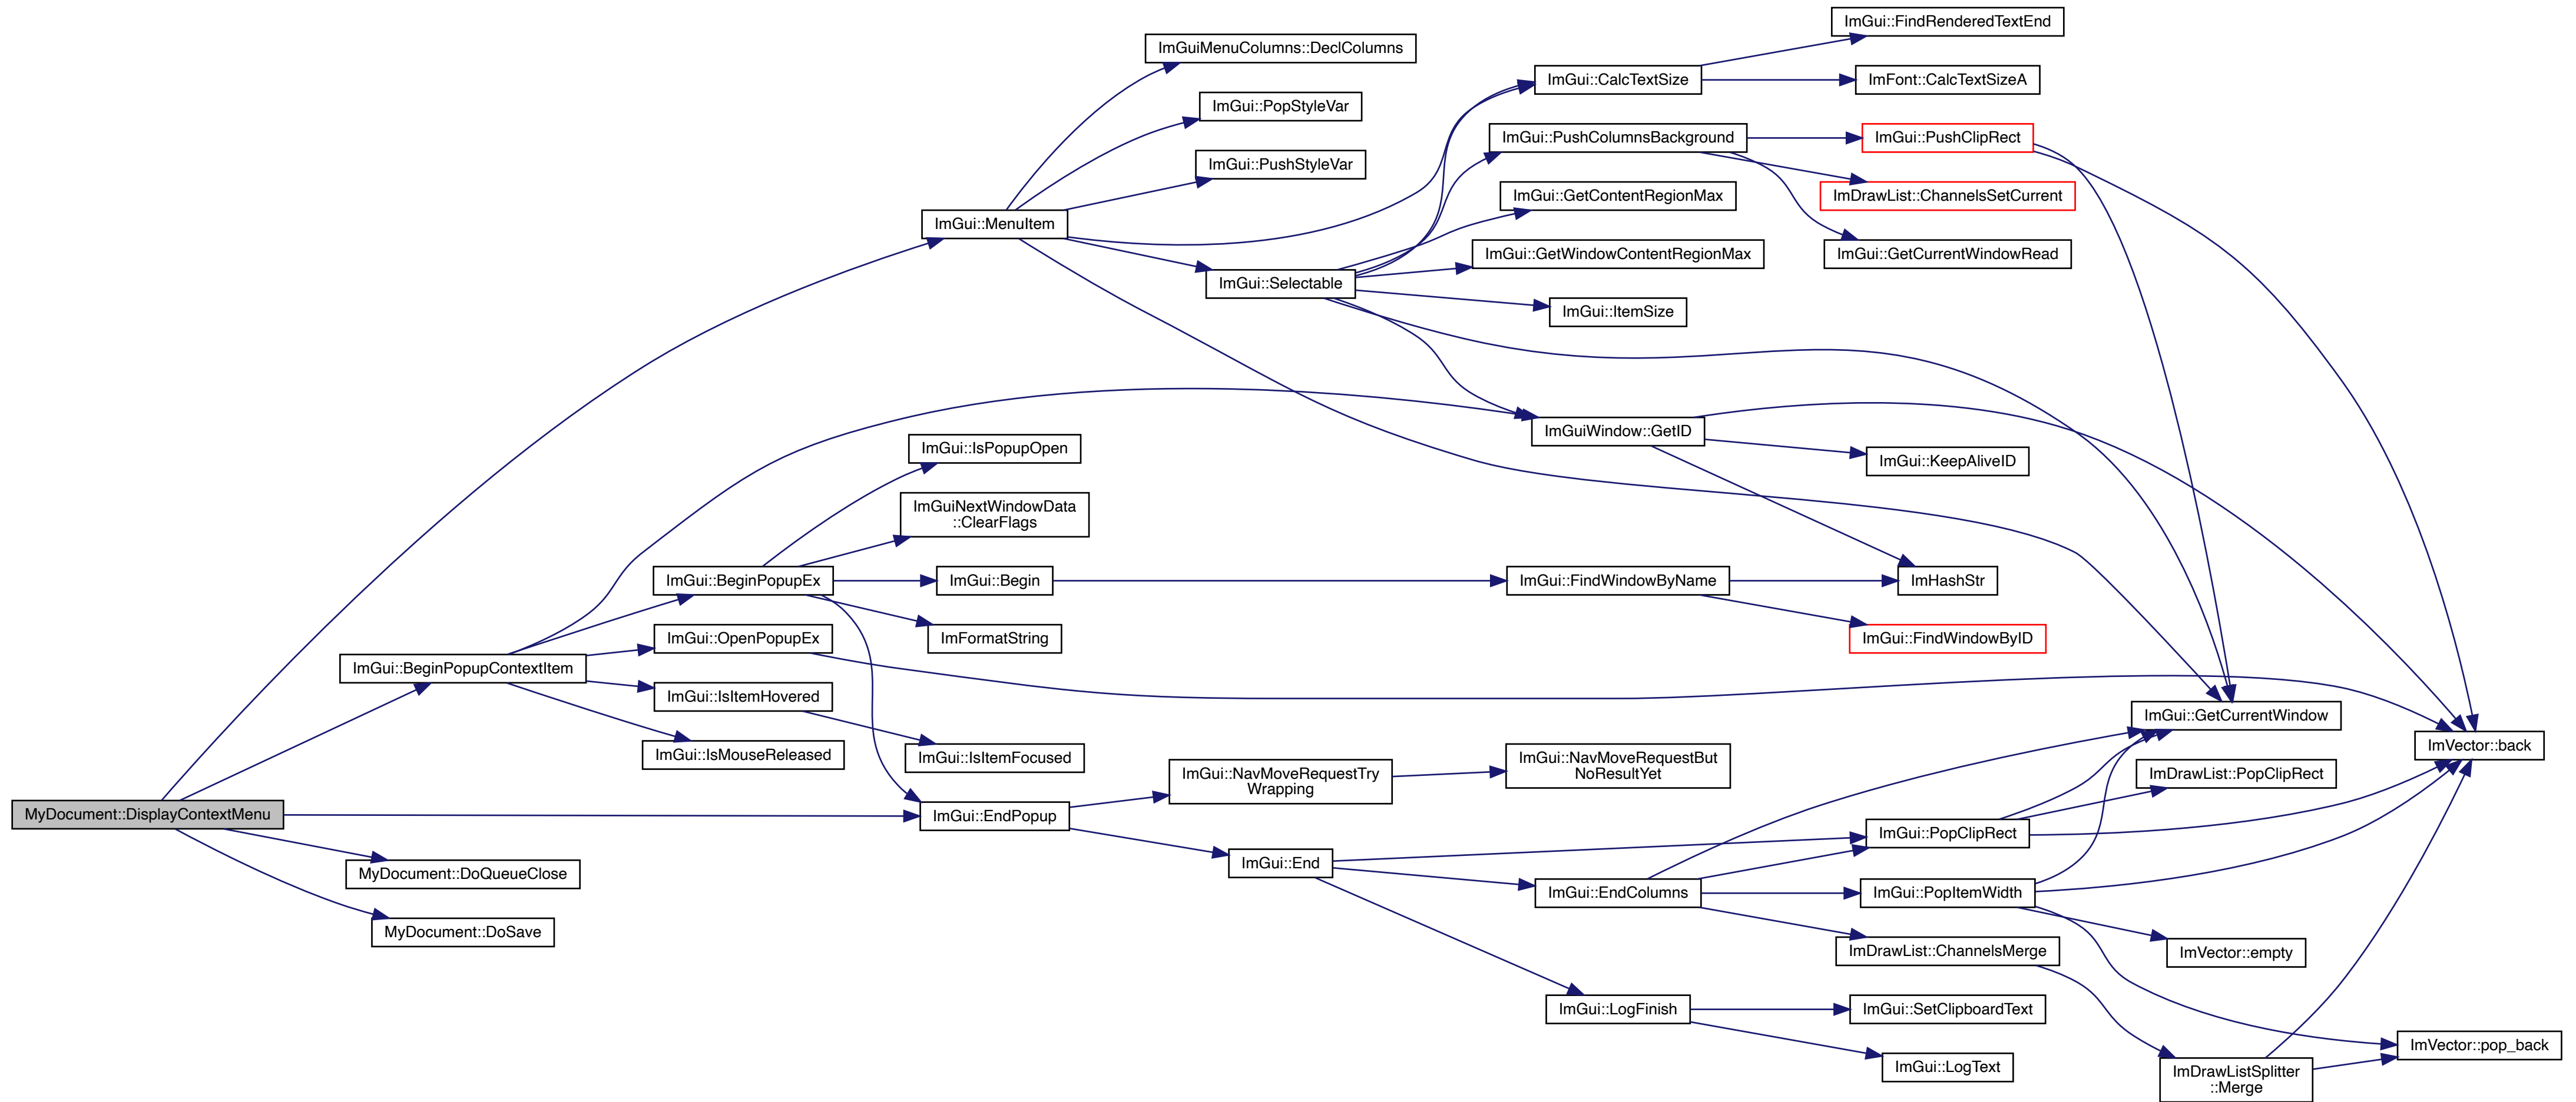 ImGui::FindRenderedTextEnd
ImGuiMenuColumns::DeclColumns
ImGui::CalcTextSize
ImFont::CalcTextSizeA
ImGui::PopStyleVar
ImGui::PushColumnsBackground
ImGui::PushClipRect
ImGui::PushStyleVar
ImGui::GetContentRegionMax
ImDrawList::ChannelsSetCurrent
ImGui::MenuItem
ImGui::GetWindowContentRegionMax
ImGui::GetCurrentWindowRead
ImGui::Selectable
ImGui::ItemSize
ImGuiWindow::GetID
ImGui::IsPopupOpen
ImGui::KeepAliveID
ImGuiNextWindowData
::ClearFlags
ImGui::BeginPopupEx
ImGui::Begin
ImGui::FindWindowByName
ImHashStr
ImGui::OpenPopupEx
ImFormatString
ImGui::FindWindowByID
ImGui::BeginPopupContextItem
ImGui::IsItemHovered
ImGui::GetCurrentWindow
ImGui::IsMouseReleased
ImGui::IsItemFocused
ImGui::NavMoveRequestTry
Wrapping
ImGui::NavMoveRequestBut
NoResultYet
ImVector::back
ImDrawList::PopClipRect
MyDocument::DisplayContextMenu
ImGui::EndPopup
ImGui::PopClipRect
MyDocument::DoQueueClose
ImGui::End
ImGui::EndColumns
ImGui::PopItemWidth
MyDocument::DoSave
ImDrawList::ChannelsMerge
ImVector::empty
ImGui::LogFinish
ImGui::SetClipboardText
ImGui::LogText
ImDrawListSplitter
::Merge
ImVector::pop_back